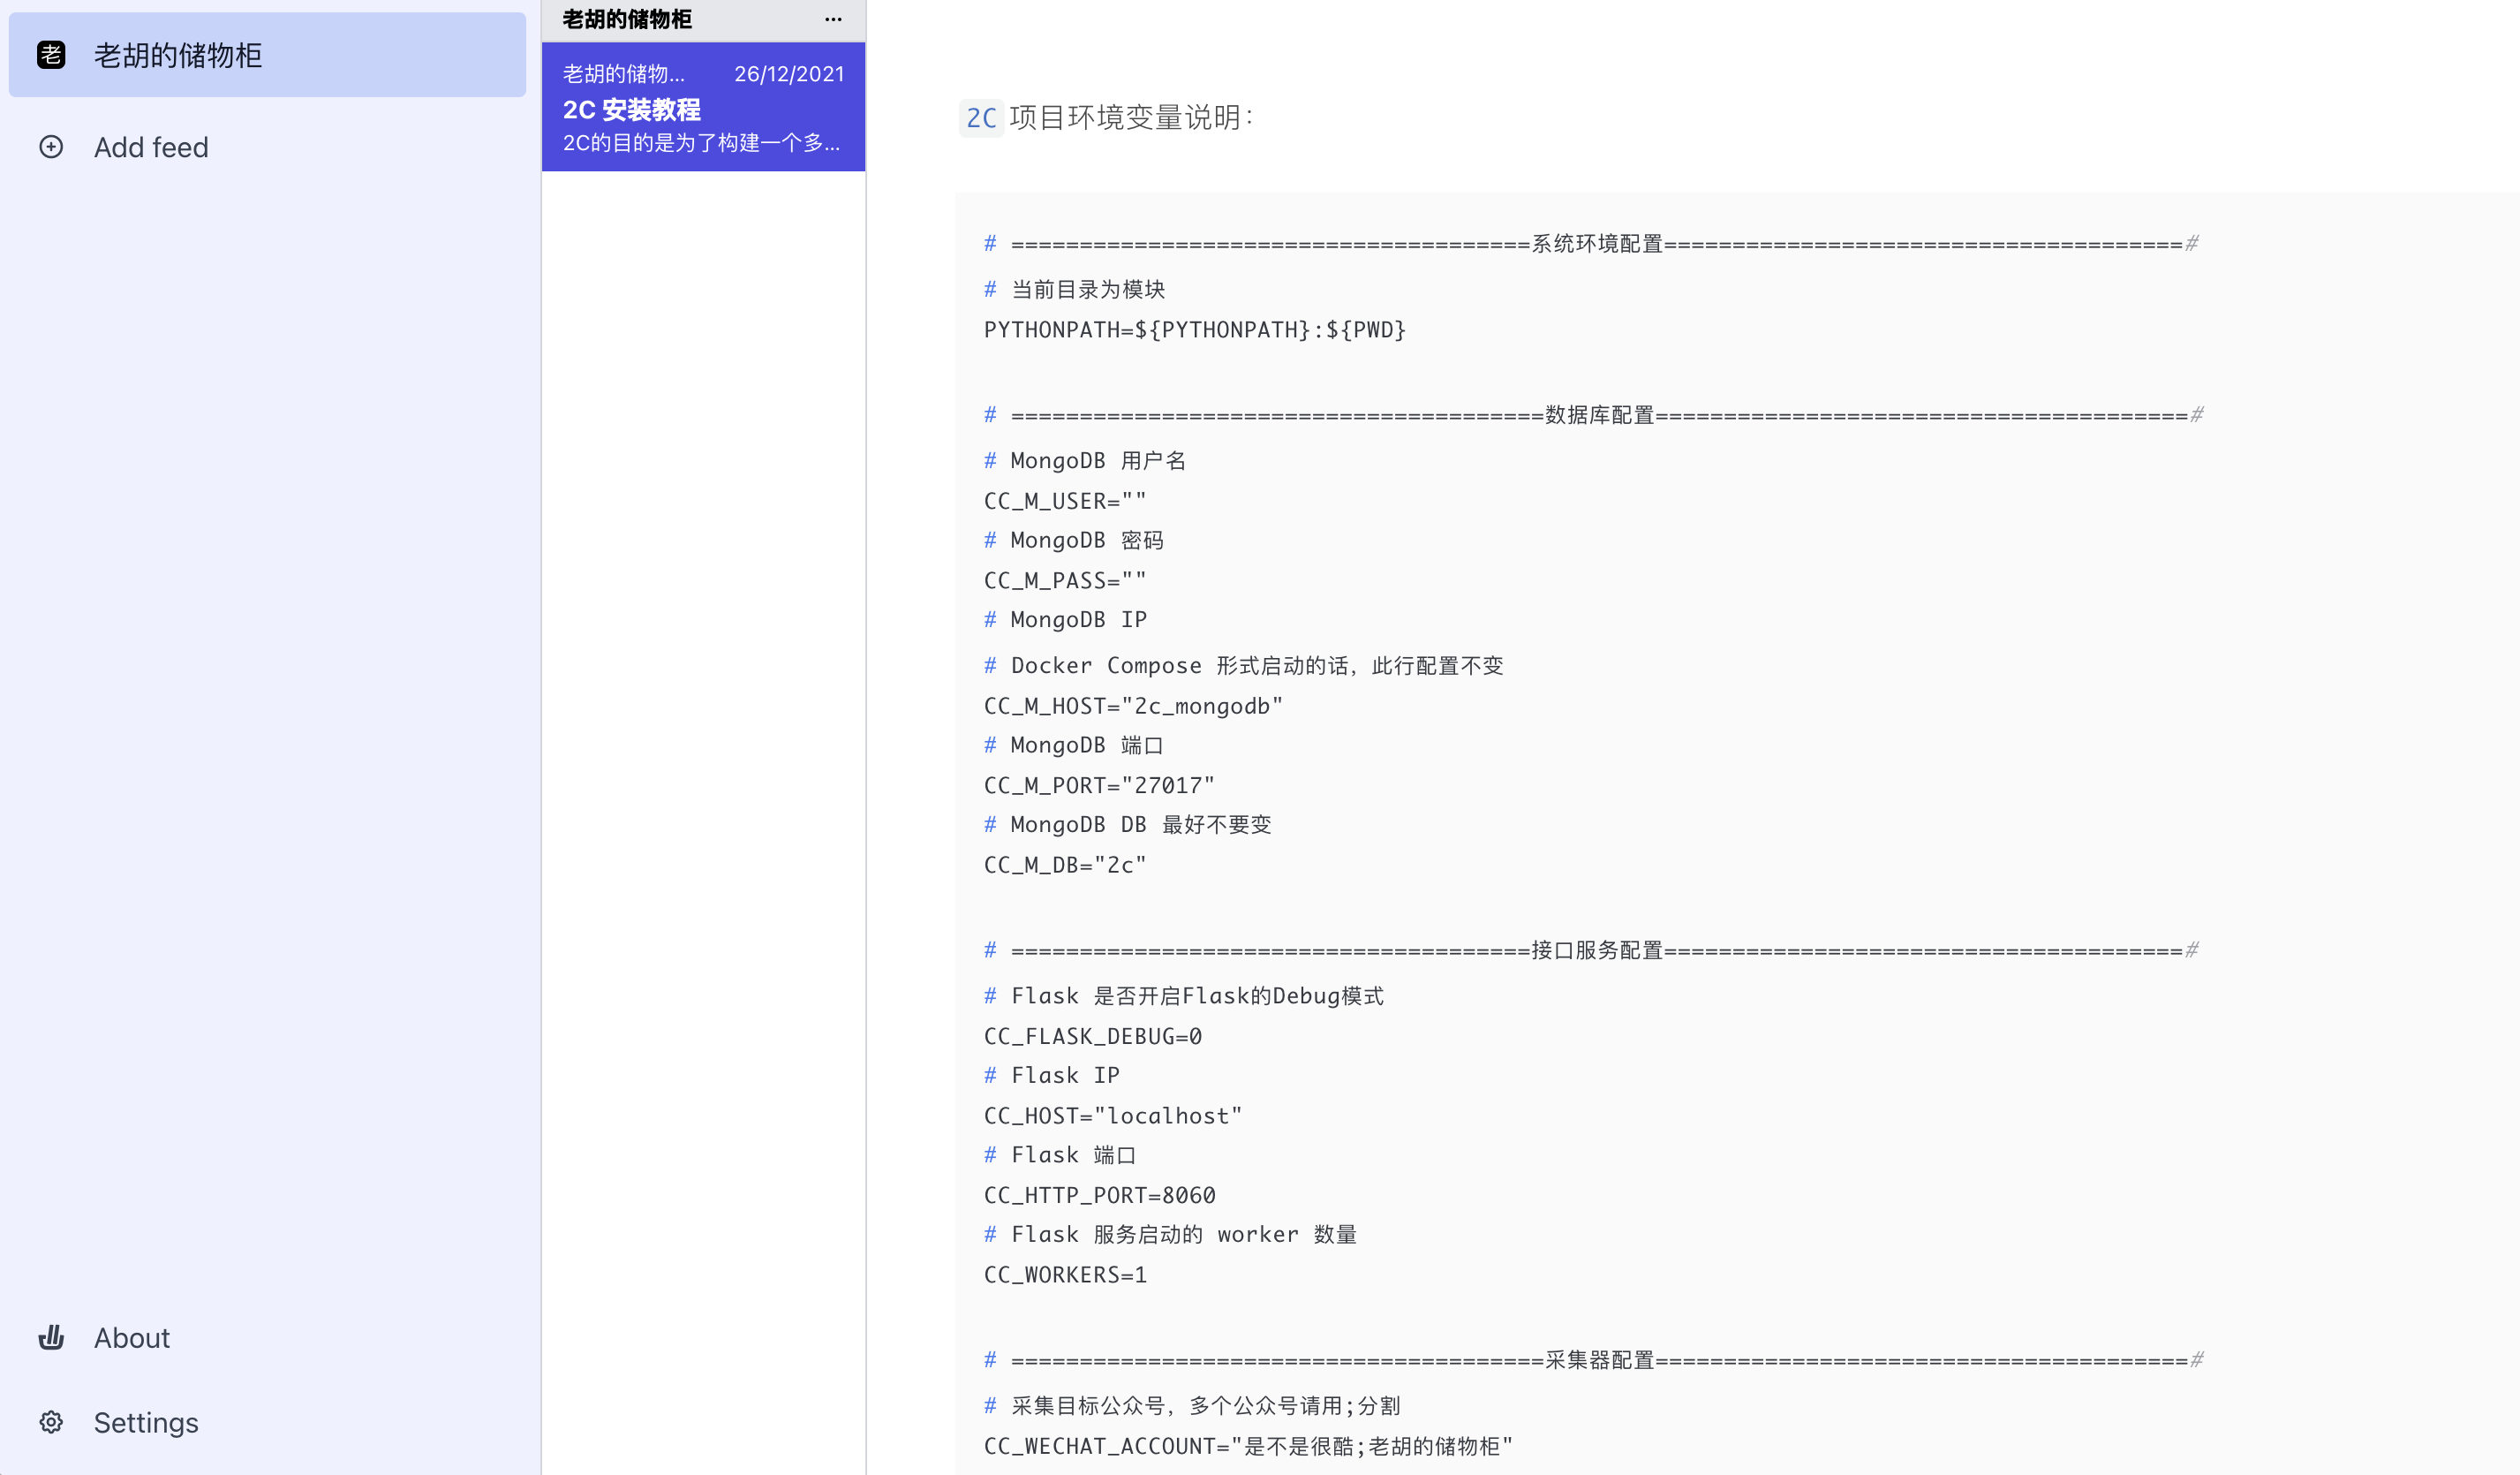 老 老胡的储物柜
Add feed
About
Settings
老胡的储物柜 ...
老胡的储物... 26/12/2021
2C 安装教程
2C的目的是为了构建一个多...
2C 项目环境变量说明：
# ======================================系统环境配置======================================#
# 当前目录为模块
PYTHONPATH=${PYTHONPATH}:${PWD}
# =======================================数据库配置=======================================#
# MongoDB 用户名
CC_M_USER=""
# MongoDB 密码
CC_M_PASS=""
# MongoDB IP
# Docker Compose 形式启动的话，此行配置不变
CC_M_HOST="2c_mongodb"
# MongoDB 端口
CC_M_PORT="27017"
# MongoDB DB 最好不要变
CC_M_DB="2c"
# ======================================接口服务配置======================================#
# Flask 是否开启Flask的Debug模式
CC_FLASK_DEBUG=0
# Flask IP
CC_HOST="localhost"
# Flask 端口
CC_HTTP_PORT=8060
# Flask 服务启动的 worker 数量
CC_WORKERS=1
# =======================================采集器配置=======================================#
# 采集目标公众号，多个公众号请用;分割
CC_WECHAT_ACCOUNT="是不是很酷;老胡的储物柜"